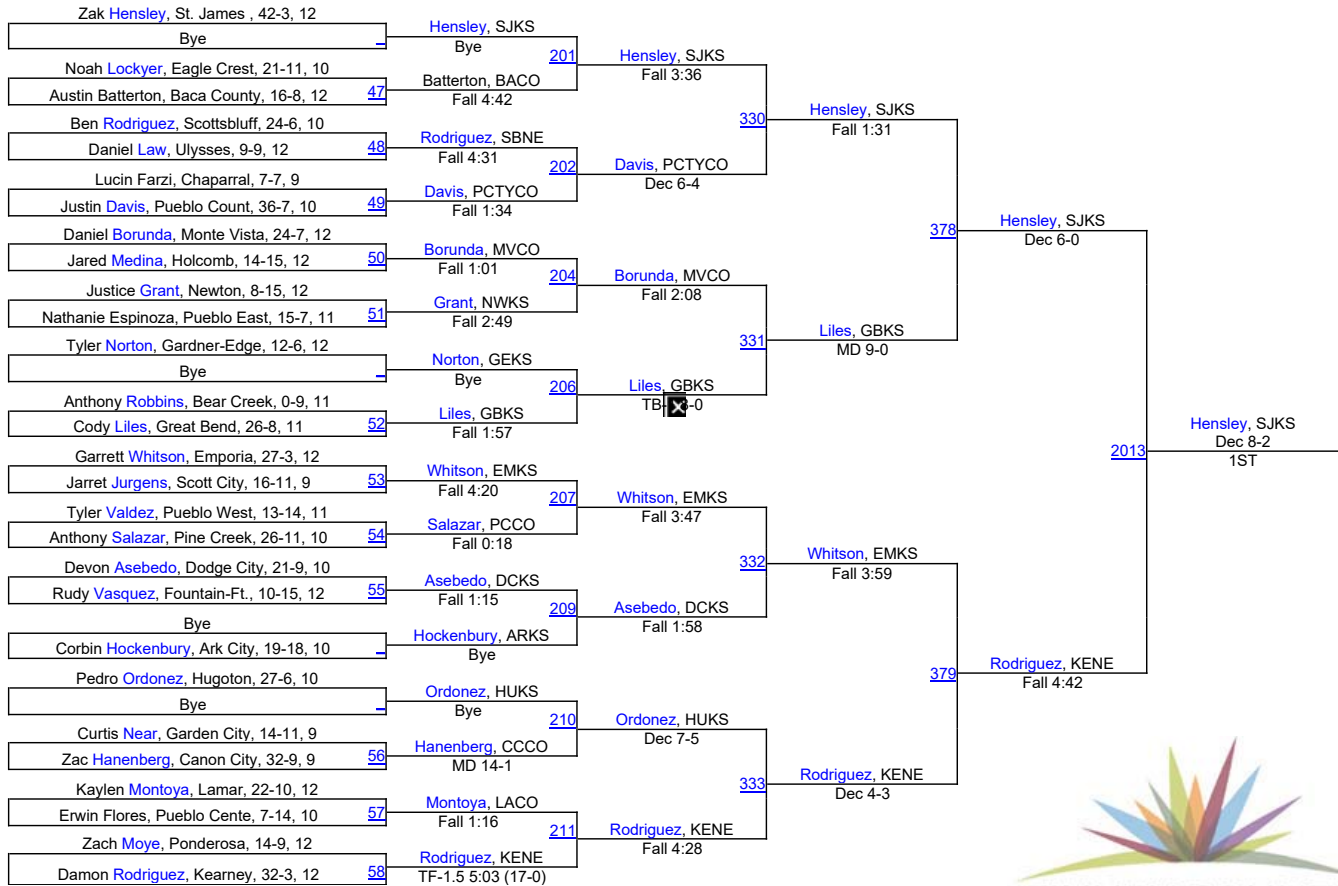 Zak Hensley, St. James , 42-3, 12
Bye
_
Noah Lockyer, Eagle Crest, 21-11, 10
Austin Batterton, Baca County, 16-8, 12
47
Ben Rodriguez, Scottsbluff, 24-6, 10
Daniel Law, Ulysses, 9-9, 12
48
Lucin Farzi, Chaparral, 7-7, 9
Justin Davis, Pueblo Count, 36-7, 10
49
Daniel Borunda, Monte Vista, 24-7, 12
Jared Medina, Holcomb, 14-15, 12
50
Justice Grant, Newton, 8-15, 12
Nathanie Espinoza, Pueblo East, 15-7, 11
51
Tyler Norton, Gardner-Edge, 12-6, 12
Bye
_
Anthony Robbins, Bear Creek, 0-9, 11
Cody Liles, Great Bend, 26-8, 11
52
Garrett Whitson, Emporia, 27-3, 12
Jarret Jurgens, Scott City, 16-11, 9
53
Tyler Valdez, Pueblo West, 13-14, 11
Anthony Salazar, Pine Creek, 26-11, 10
54
Devon Asebedo, Dodge City, 21-9, 10
Rudy Vasquez, Fountain-Ft., 10-15, 12
55
Bye
Corbin Hockenbury, Ark City, 19-18, 10
_
Pedro Ordonez, Hugoton, 27-6, 10
Bye
_
Curtis Near, Garden City, 14-11, 9
Zac Hanenberg, Canon City, 32-9, 9
56
Kaylen Montoya, Lamar, 22-10, 12
Erwin Flores, Pueblo Cente, 7-14, 10
57
Zach Moye, Ponderosa, 14-9, 12
Damon Rodriguez, Kearney, 32-3, 12
58
Hensley, SJKS
Bye
201
Batterton, BACO
Fall 4:42
Rodriguez, SBNE
Fall 4:31
202
Davis, PCTYCO
Fall 1:34
Borunda, MVCO
Fall 1:01
204
Grant, NWKS
Fall 2:49
Norton, GEKS
Bye
206
Liles, GBKS
Fall 1:57
Whitson, EMKS
Fall 4:20
207
Salazar, PCCO
Fall 0:18
Asebedo, DCKS
Fall 1:15
209
Hockenbury, ARKS
Bye
Ordonez, HUKS
Bye
210
Hanenberg, CCCO
MD 14-1
Montoya, LACO
Fall 1:16
211
Rodriguez, KENE
TF-1.5 5:03 (17-0)
Hensley, SJKS
Fall 3:36
330
Davis, PCTYCO
Dec 6-4
Borunda, MVCO
Fall 2:08
331
Liles, GBKS
TB- -0
Whitson, EMKS
Fall 3:47
332
Asebedo, DCKS
Fall 1:58
Ordonez, HUKS
Dec 7-5
333
Rodriguez, KENE
Fall 4:28
Hensley, SJKS
Fall 1:31
378
Liles, GBKS
MD 9-0
Whitson, EMKS
Fall 3:59
379
Rodriguez, KENE
Dec 4-3
Hensley, SJKS
Dec 6-0
2013
Rodriguez, KENE
Fall 4:42
Hensley, SJKS
Dec 8-2
1ST